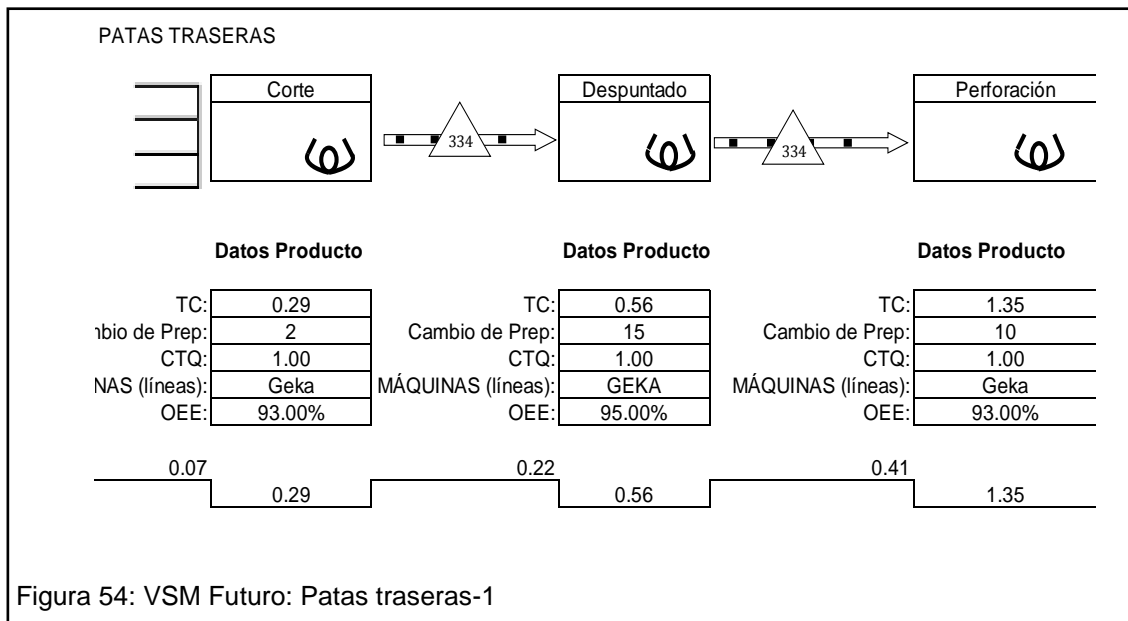 PATAS TRASERAS
Corte Despuntado Perforación
334 334
Datos Producto Datos Producto Datos Producto
TC: 0.29 TC: 0.56 TC: 1.35
nbio de Prep: 2 Cambio de Prep: 15 Cambio de Prep: 10
CTQ: 1.00 CTQ: 1.00 CTQ: 1.00
NAS (líneas): Geka MÁQUINAS (líneas): GEKA MÁQUINAS (líneas): Geka
OEE: 93.00% OEE: 95.00% OEE: 93.00%
0.07 0.22 0.41
0.29 0.56 1.35
Figura 54: VSM Futuro: Patas traseras-1